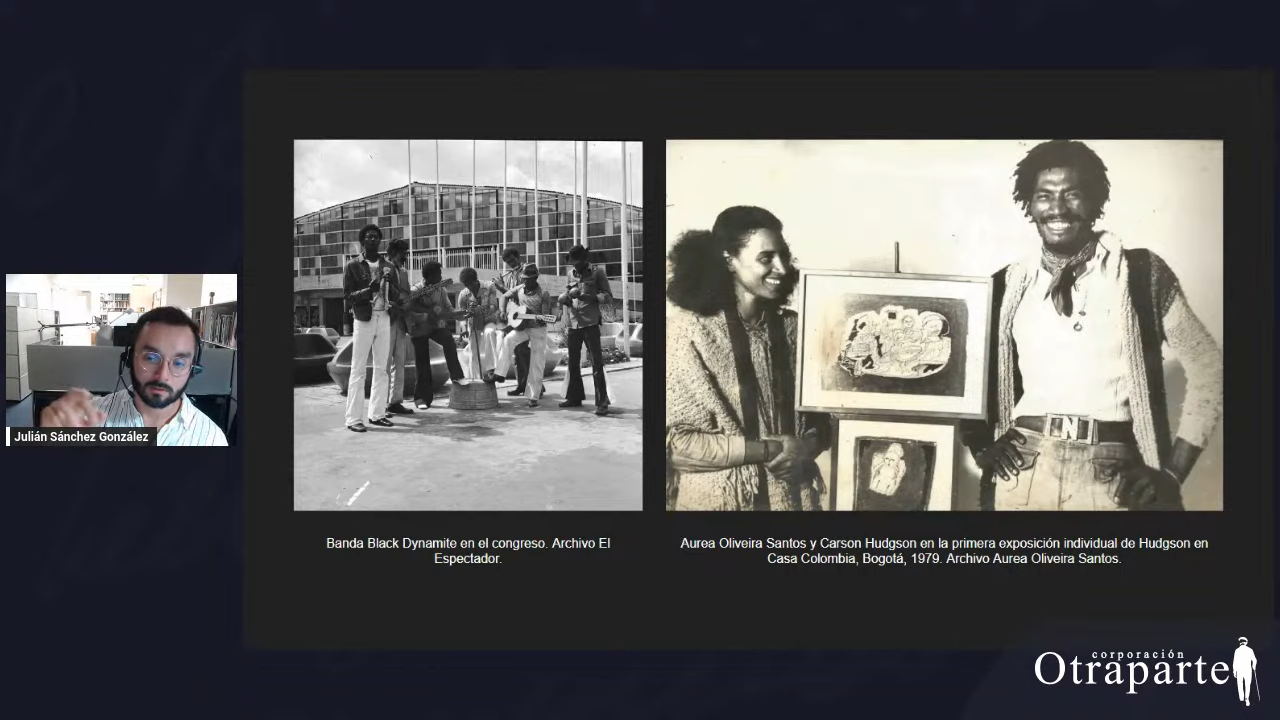 Julián Sánchez González
Banda Black Dynamite en el congreso. Archivo El
Espectador.
Aurea Oliveira Santos y Carson Hudgson en la primera exposición individual de Hudgson en
Casa Colombia, Bogotá, 1979. Archivo Aurea Oliveira Santos.
corporación
Otraparte